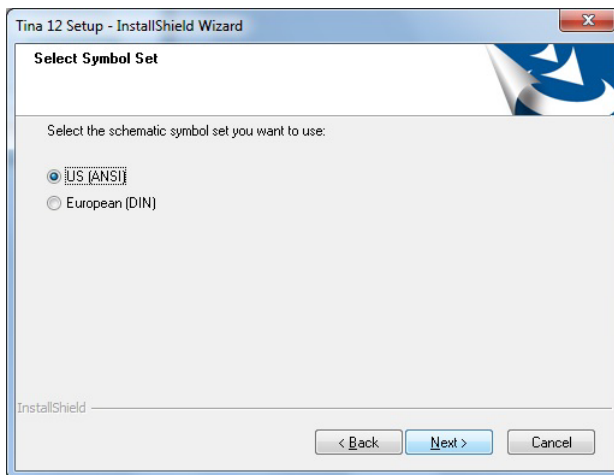 Tina 12 Setup - InstallShield Wizard
Select Symbol Set
Select the schematic symbol set you want to use:
US (ANSI)
European (DIN)
InstallShield
< Back
Next >
Cancel